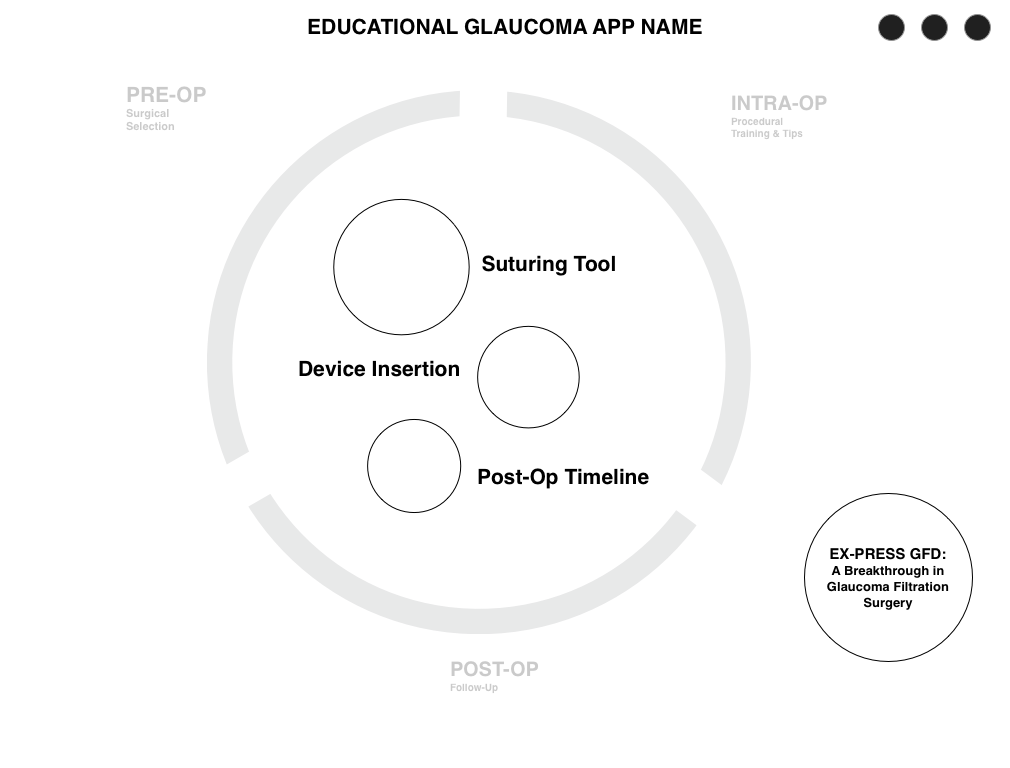 EDUCATIONAL GLAUCOMA APP NAME
PRE-OP
Surgical
Selection
INTRA-OP
Procedural
Training & Tips
Suturing Tool
Device Insertion
Post-Op Timeline
EX-PRESS GFD:
A Breakthrough in
Glaucoma Filtration
Surgery
POST-OP
Follow-Up